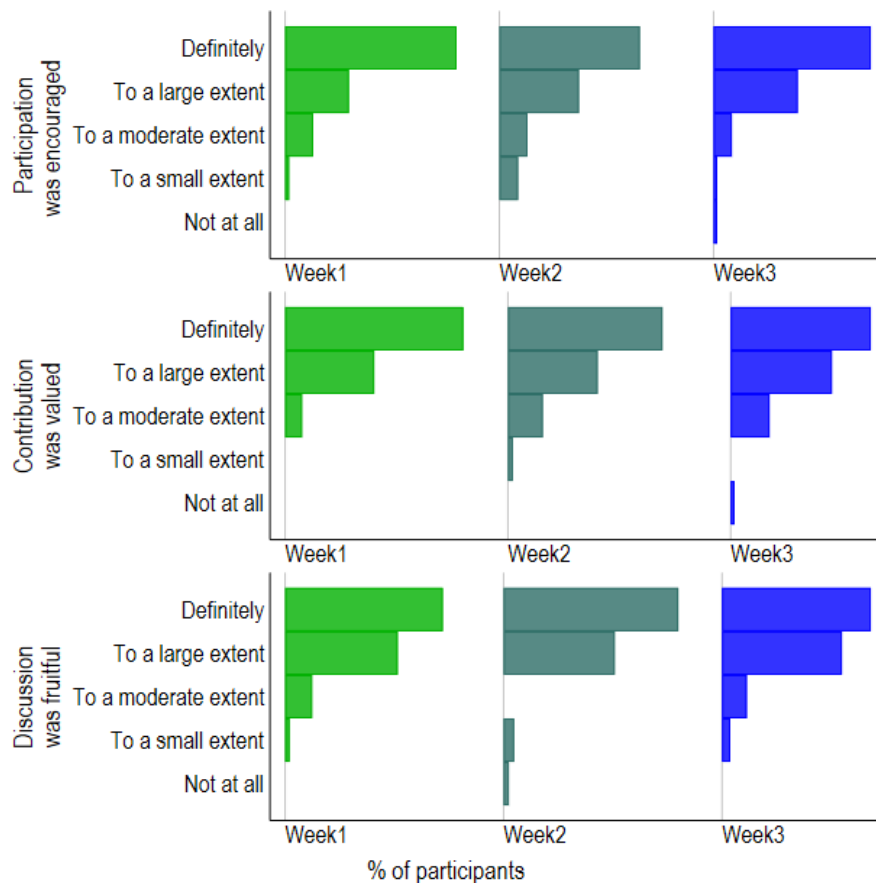 Participation
was encouraged
Definitely
To a large extent
To a moderate extent
To a small extent
Not at all
Week1 Week2 Week3
Contribution
was valued
Definitely
To a large extent
To a moderate extent
To a small extent
Not at all
Week1 Week2 Week3
Discussion
was fruitful
Definitely
To a large extent
To a moderate extent
To a small extent
Not at all
Week1 Week2 Week3
% of participants